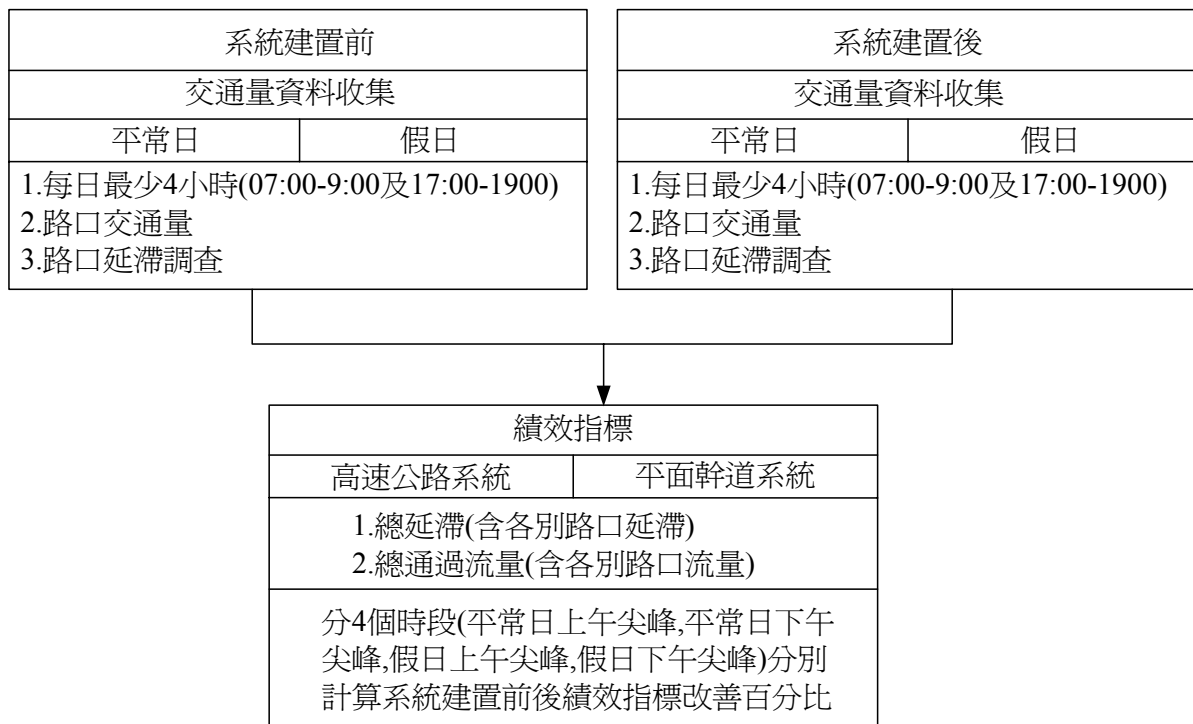 系統建置前
交通量資料收集
平常日
假日
1.每日最少4小時(07:00-9:00及17:00-1900)
2.路口交通量
3.路口延滯調查
系統建置後
交通量資料收集
平常日
假日
1.每日最少4小時(07:00-9:00及17:00-1900)
2.路口交通量
3.路口延滯調查
績效指標
高速公路系統
平面幹道系統
1.總延滯(含各別路口延滯)
2.總通過流量(含各別路口流量)
分4個時段(平常日上午尖峰,平常日下午
尖峰,假日上午尖峰,假日下午尖峰)分別
計算系統建置前後績效指標改善百分比